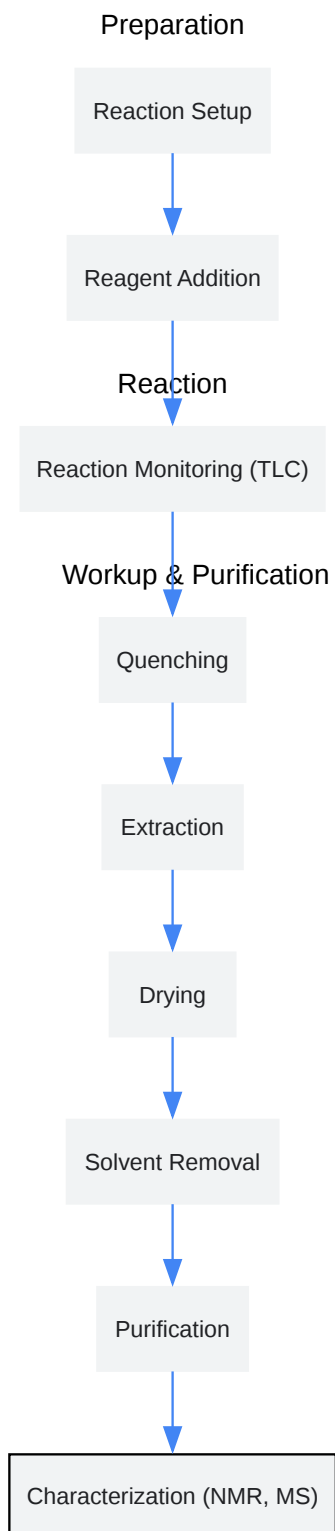 Preparation
Reaction Setup
Reagent Addition
Reaction
Reaction Monitoring (TLC)
Workup & Purification
Quenching
Extraction
Drying
Solvent Removal
Purification
Characterization (NMR, MS)